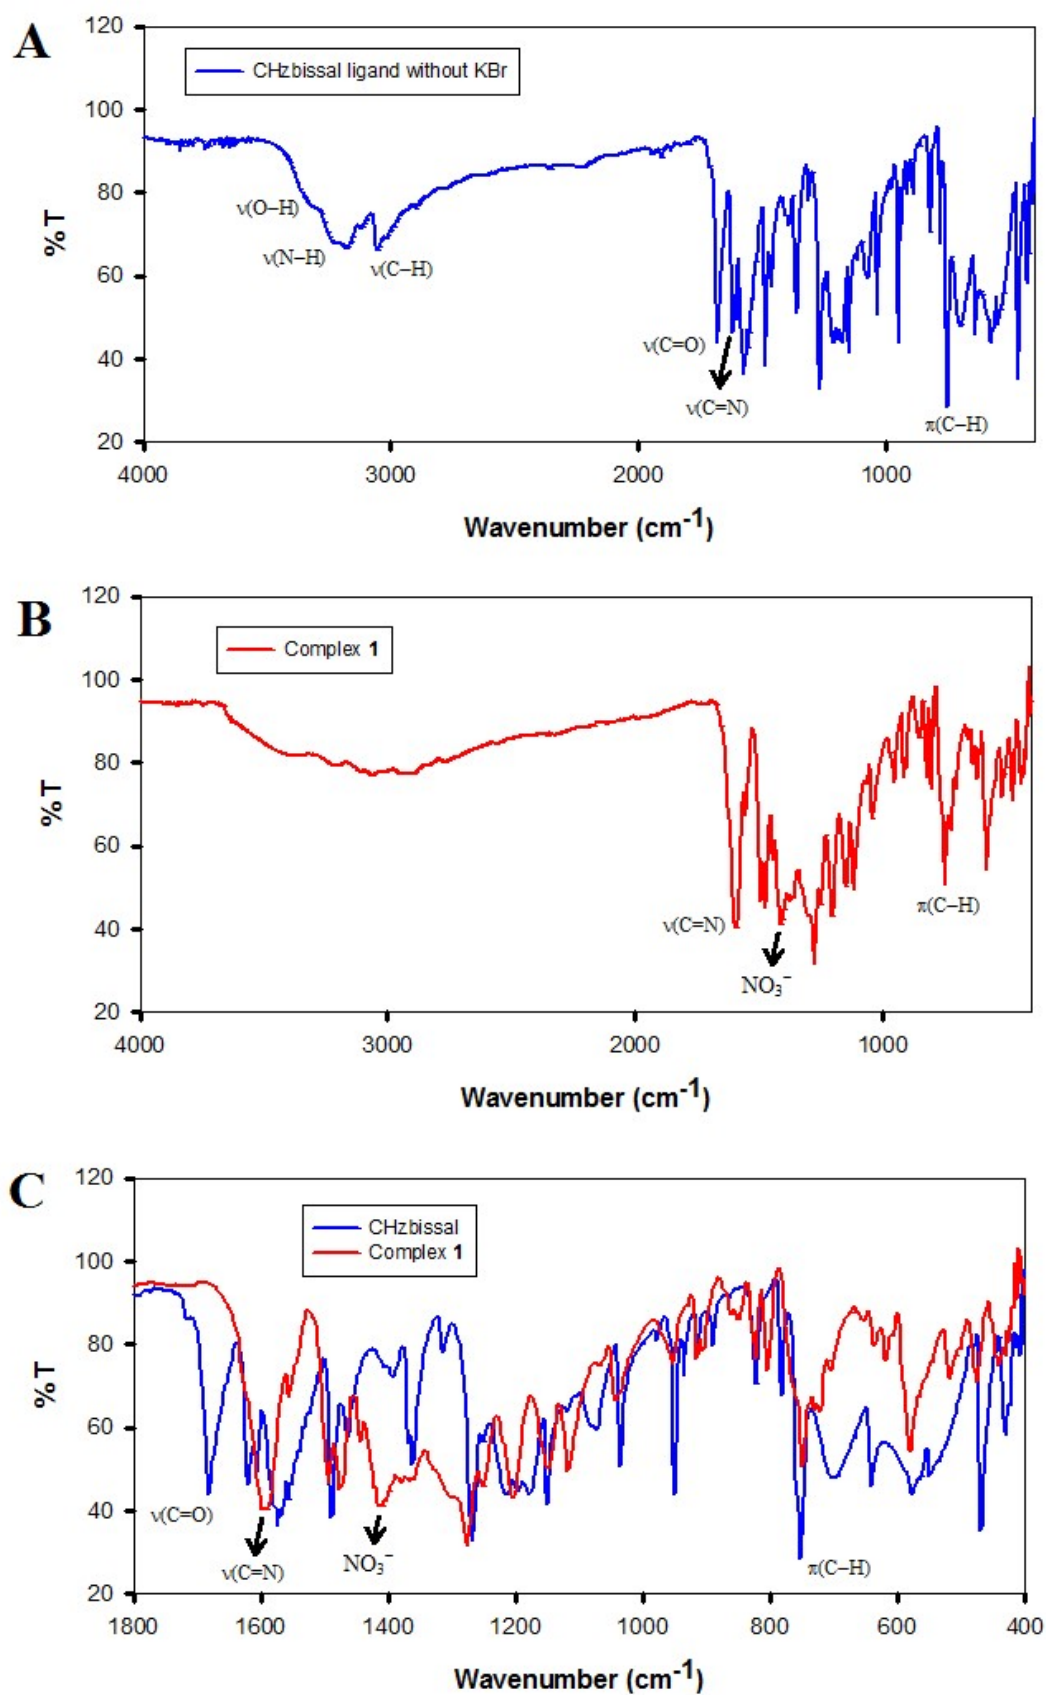 A
120
CHzbissal ligand without KBr
100
80
ν(O−H)
ν(N−H)
ν(C−H)
%T
60
ν(C=O)
40
ν(C=N)
π(C−H)
20
4000 3000 2000 1000
Wavenumber (cm-1)
B
120
Complex 1
100
80
%T
60
ν(C=N)
π(C−H)
40
NO3−
20
4000 3000 2000 1000
Wavenumber (cm-1)
C
120
CHzbissal
Complex 1
100
80
%T
60
ν(C=O)
40
ν(C=N)
NO3−
π(C−H)
20
1800 1600 1400 1200 1000 800 600 400
Wavenumber (cm-1)